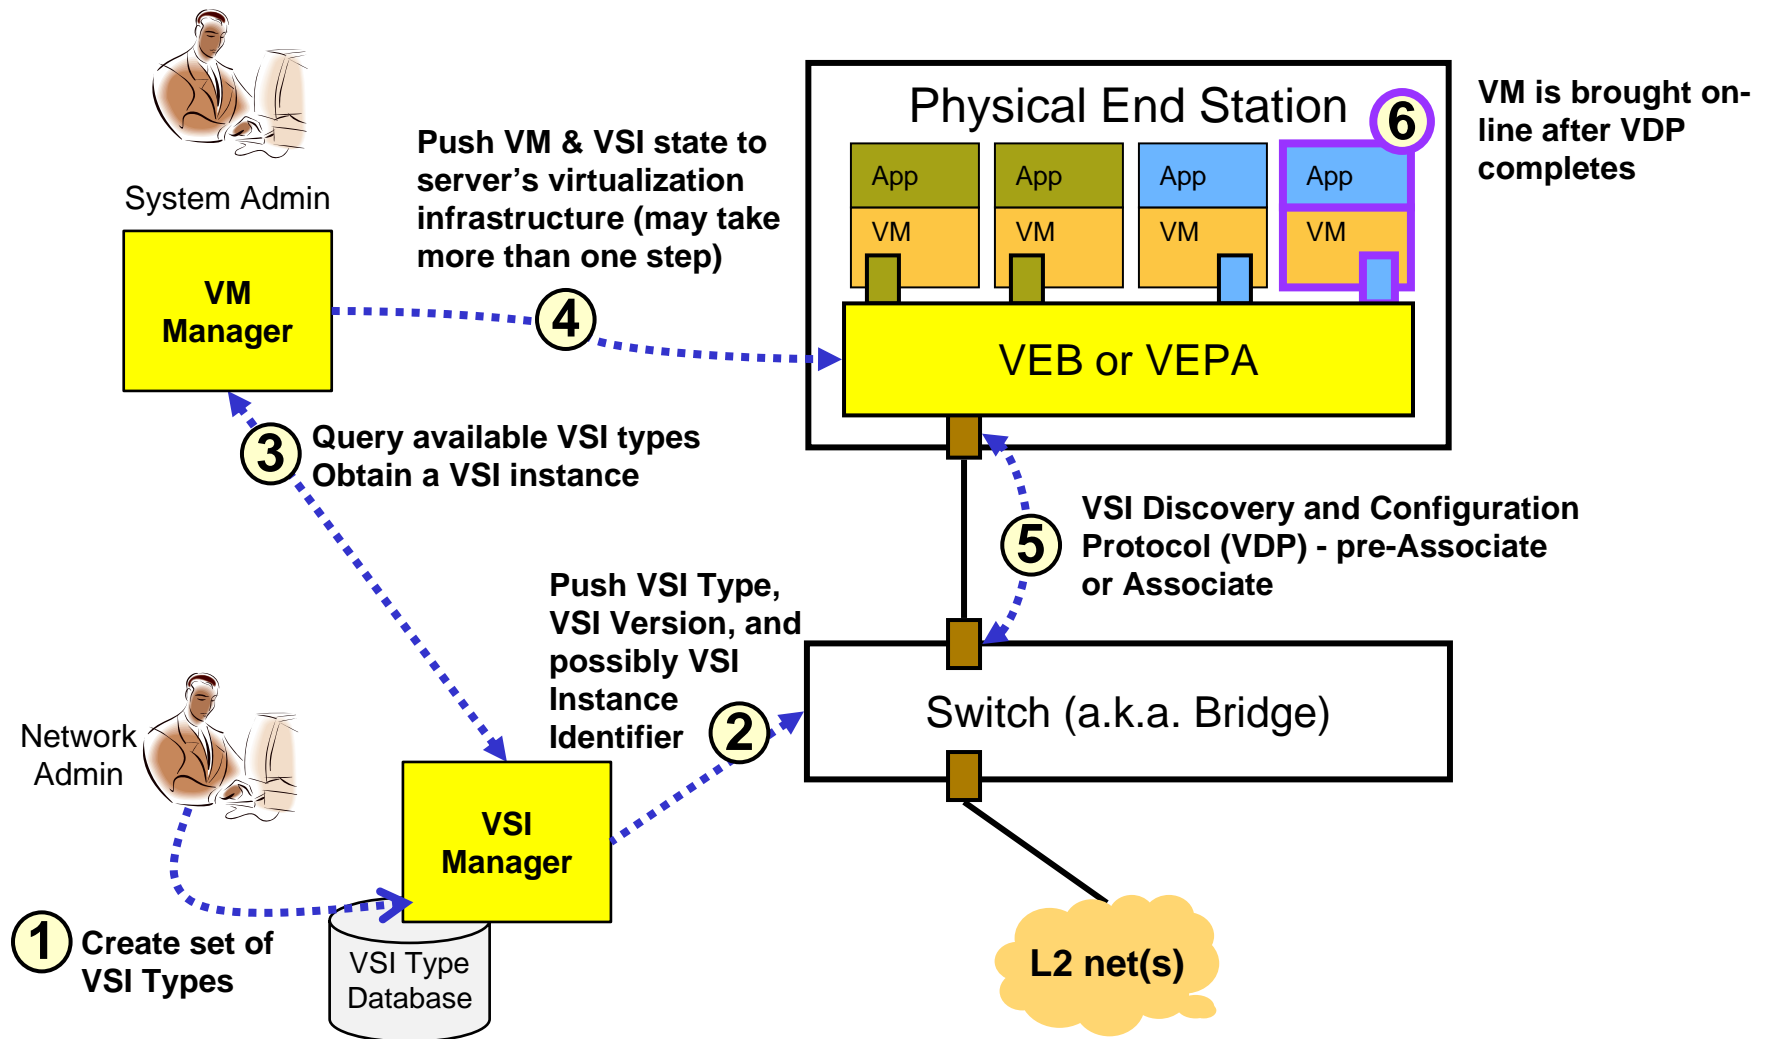 System Admin
VM
Manager
Push VM & VSI state to
server's virtualization
infrastructure (may take
more than one step)
4
Physical End Station
6
App
App
App
App
VM
VM
VM
VM
VEB or VEPA
VM is brought on-
line after VDP
completes
3
Query available VSI types
Obtain a VSI instance
5
VSI Discovery and Configuration
Protocol (VDP) - pre-Associate
or Associate
Push VSI Type,
VSI Version, and
possibly VSI
Instance
Identifier
2
Switch (a.k.a. Bridge)
Network
Admin
VSI
Manager
1
Create set of
VSI Types
VSI Type
Database
L2 net(s)